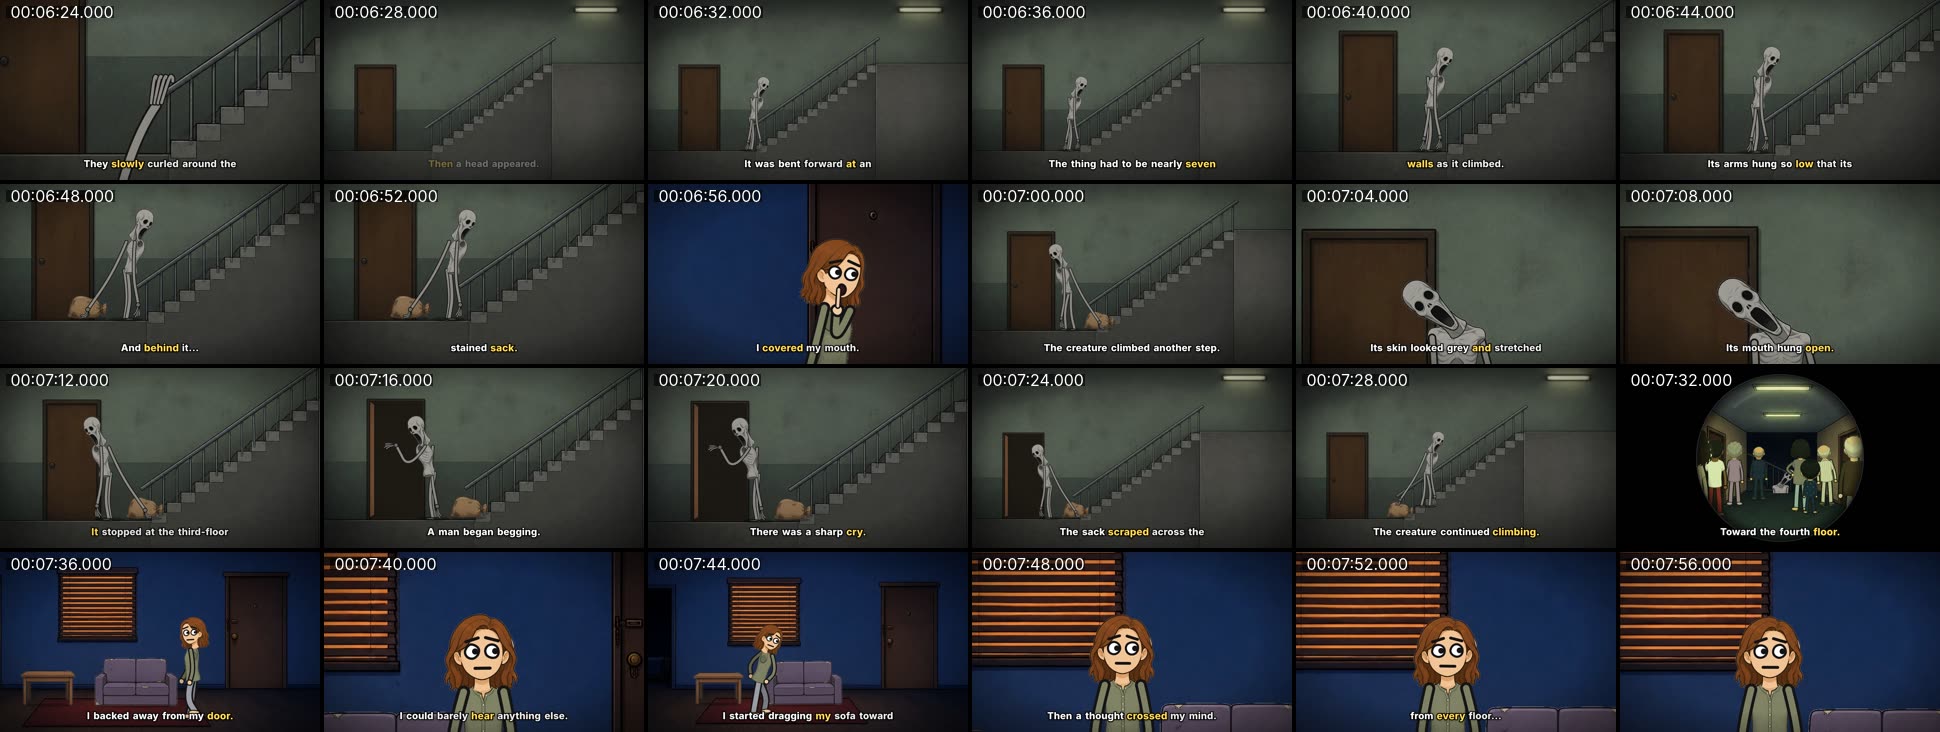 00:06:24.000
They slowly curled around the
00:06:28.000
Then a head appeared.
00:06:32.000
It was bent forward at an
00:06:36.000
The thing had to be nearly seven
00:06:40.000
walls as it climbed.
00:06:44.000
Its arms hung so low that its
00:06:48.000
And behind it...
00:06:52.000
stained sack.
00:06:56.000
I covered my mouth.
00:07:00.000
The creature climbed another step.
00:07:04.000
Its skin looked grey and stretched
00:07:08.000
Its mouth hung open.
00:07:12.000
It stopped at the third-floor
00:07:16.000
A man began begging.
00:07:20.000
There was a sharp cry.
00:07:24.000
The sack scraped across the
00:07:28.000
The creature continued climbing.
00:07:32.000
Toward the fourth floor.
00:07:36.000
I backed away from my door.
00:07:40.000
I could barely hear anything else.
00:07:44.000
I started dragging my sofa toward
00:07:48.000
Then a thought crossed my mind.
00:07:52.000
from every floor...
00:07:56.000